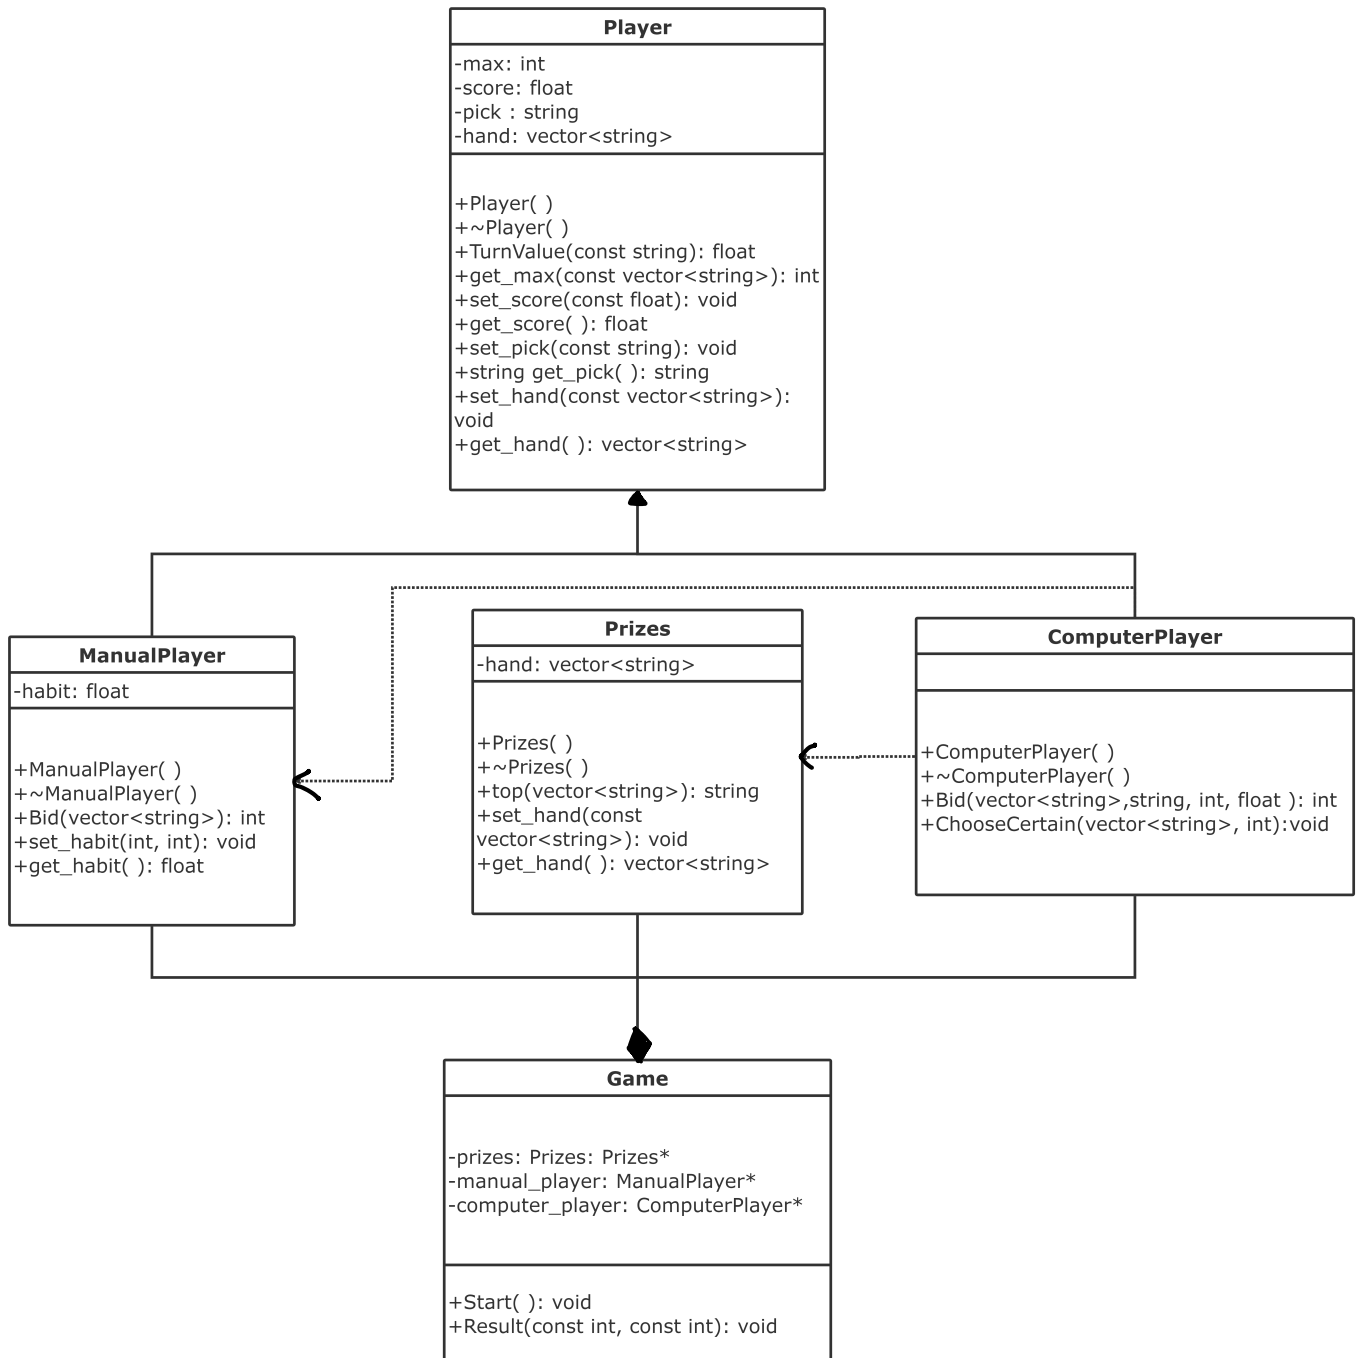 Player
-max: int
-score: float
-pick : string
-hand: vector<string>
+Player( )
+~Player( )
+TurnValue(const string): float
+get_max(const vector<string>): int
+set_score(const float): void
+get_score( ): float
+set_pick(const string): void
+string get_pick( ): string
+set_hand(const vector<string>):
void
+get_hand( ): vector<string>
ManualPlayer
-habit: float
+ManualPlayer( )
+~ManualPlayer( )
+Bid(vector<string>): int
+set_habit(int, int): void
+get_habit( ): float
Prizes
-hand: vector<string>
+Prizes( )
+~Prizes( )
+top(vector<string>): string
+set_hand(const
vector<string>): void
+get_hand( ): vector<string>
ComputerPlayer
+ComputerPlayer( )
+~ComputerPlayer( )
+Bid(vector<string>,string, int, float ): int
+ChooseCertain(vector<string>, int):void
Game
-prizes: Prizes: Prizes*
-manual_player: ManualPlayer*
-computer_player: ComputerPlayer*
+Start( ): void
+Result(const int, const int): void